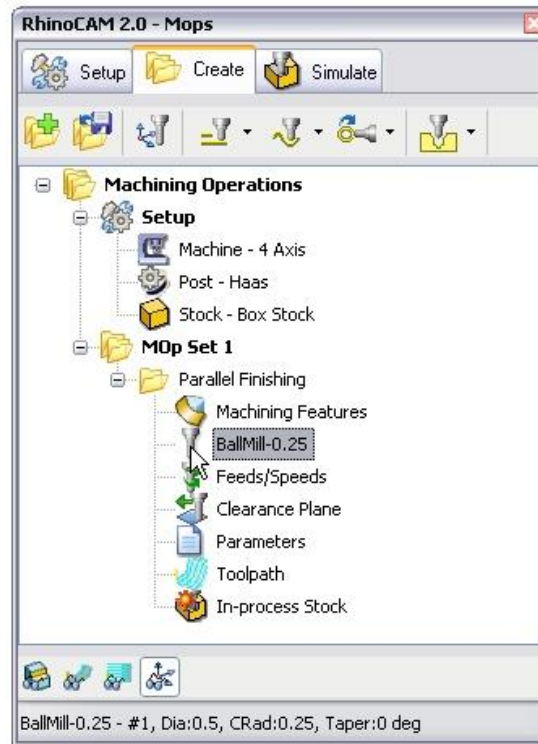 RhinoCAM 2.0 - Mops
Setup Create Simulate
Machining Operations
Setup
Machine - 4 Axis
Post - Haas
Stock - Box Stock
MOp Set 1
Parallel Finishing
Machining Features
BallMill-0.25
Feeds/Speeds
Clearance Plane
Parameters
Toolpath
In-process Stock
BallMill-0.25 - #1, Dia:0.5, CRad:0.25, Taper:0 deg